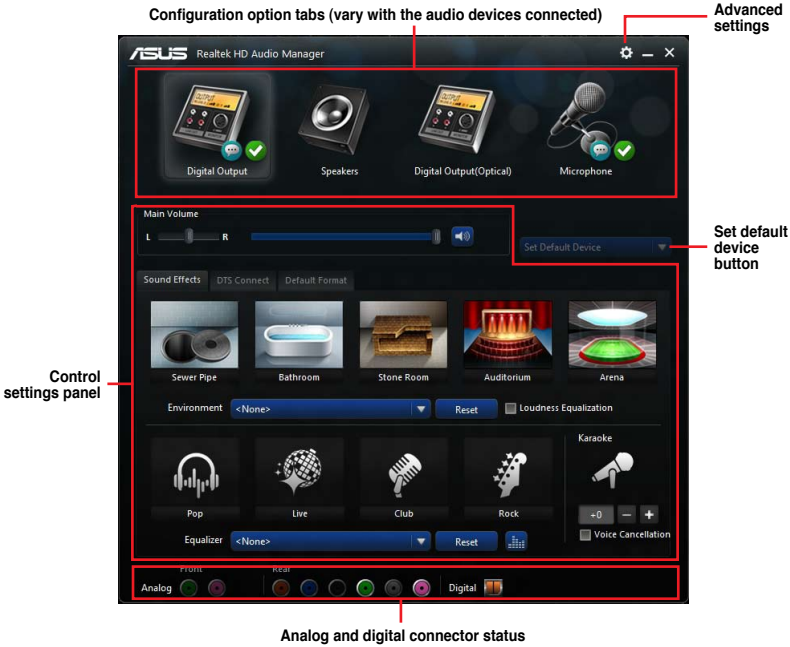 Configuration option tabs (vary with the audio devices connected)
Advanced
settings
ASUS Realtek HD Audio Manager
OUTPUT
OUTPUT
Digital Output
Speakers
Digital Output(Optical)
Microphone
Main Volume
L
R
Set Default Device
Set default
device
button
Sound Effects
DTS Connect
Default Format
Sewer Pipe
Bathroom
Stone Room
Auditorium
Arena
Control
settings panel
Environment
<None>
Reset
Loudness Equalization
Karaoke
Pop
Live
Club
Rock
+0
Equalizer
<None>
Reset
Voice Cancellation
Front
Rear
Analog
Digital
Analog and digital connector status